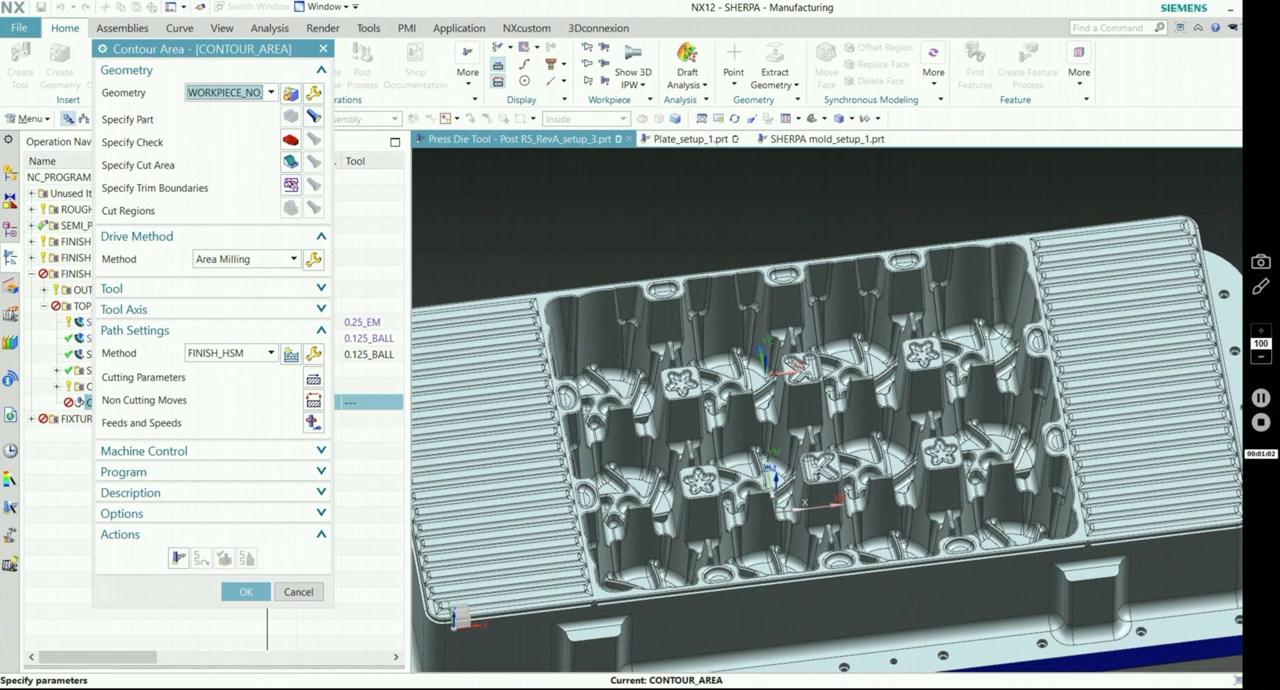 NX
Switch Window
Window
NX12 - SHERPA - Manufacturing
SIEMENS
File
Home
Assemblies
Curve
View
Analysis
Render
Tools
PMI
Application
NXcustom
3Dconnexion
Find a Command
Create Tool
Create Geometry
Insert
Post Process
Shop Documentation
More
Display
Show 3D IPW
Workpiece
Draft Analysis
Analysis
Point
Extract Geometry
Geometry
Move Face
Offset Region
Replace Face
Delete Face
More
Synchronous Modeling
Find Features
Create Feature Process
More
Feature
Menu
Inside
Contour Area - [CONTOUR_AREA]
Geometry
Geometry WORKPIECE_NO
Specify Part
Specify Check
Specify Cut Area
Specify Trim Boundaries
Cut Regions
Drive Method
Method Area Milling
Tool
Tool Axis
Path Settings
Method FINISH_HSM
Cutting Parameters
Non Cutting Moves
Feeds and Speeds
Machine Control
Program
Description
Options
Actions
OK
Cancel
Operation Nav
Name
Tool
NC_PROGRAM
Unused It
ROUGH
SEMI_P
FINISH
FINISH
FINISH
OUT
TOP
S
0.25_EM
S
0.125_BALL
S
0.125_BALL
S
---
FIXTUR
Press Die Tool - Post R5_RevA_setup_3.prt
Plate_setup_1.prt
SHERPA mold_setup_1.prt
X
100
00:01:02
Specify parameters
Current: CONTOUR_AREA